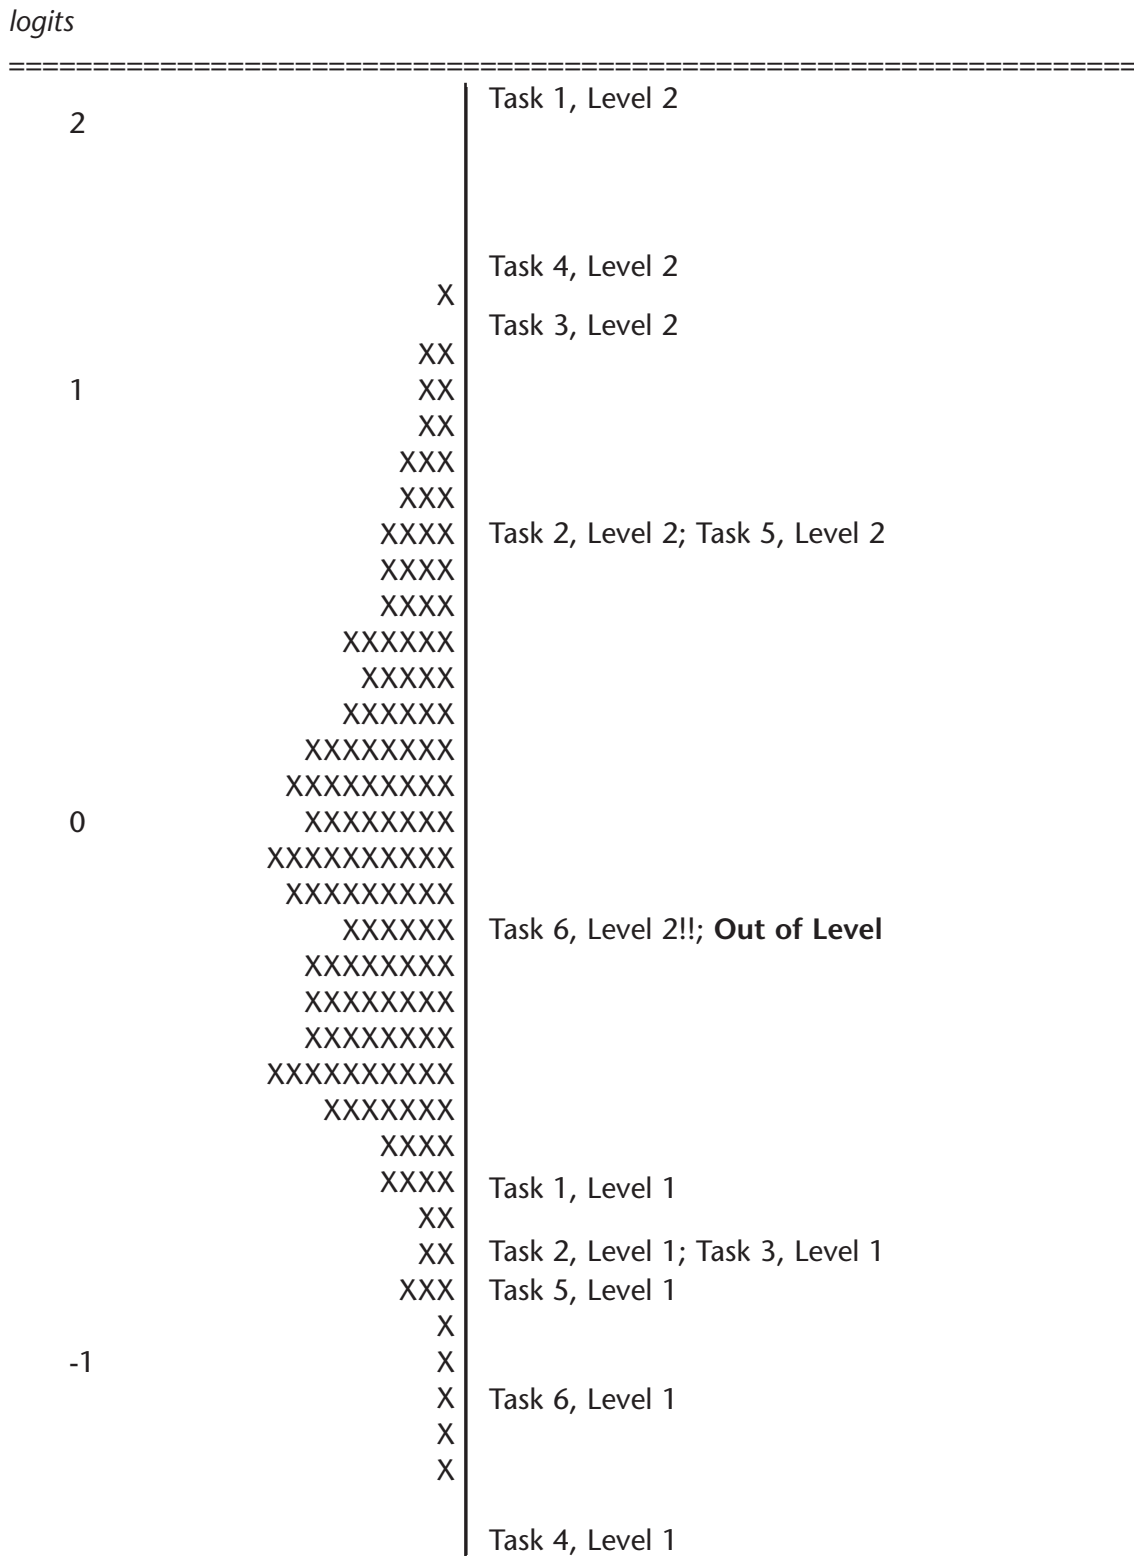 logits
===================================================================
Task 1, Level 2
2
Task 4, Level 2
X
Task 3, Level 2
XX
1 XX
XX
XXX
XXX
XXXX Task 2, Level 2; Task 5, Level 2
XXXX
XXXX
XXXXXX
XXXXX
XXXXXX
XXXXXXXX
XXXXXXXXX
0 XXXXXXXX
XXXXXXXXXX
XXXXXXXXX
XXXXXX Task 6, Level 2!!; Out of Level
XXXXXXXX
XXXXXXXX
XXXXXXXX
XXXXXXXXXX
XXXXXXX
XXXX
XXXX Task 1, Level 1
XX
XX Task 2, Level 1; Task 3, Level 1
XXX Task 5, Level 1
X
-1 X
X Task 6, Level 1
X
X
Task 4, Level 1